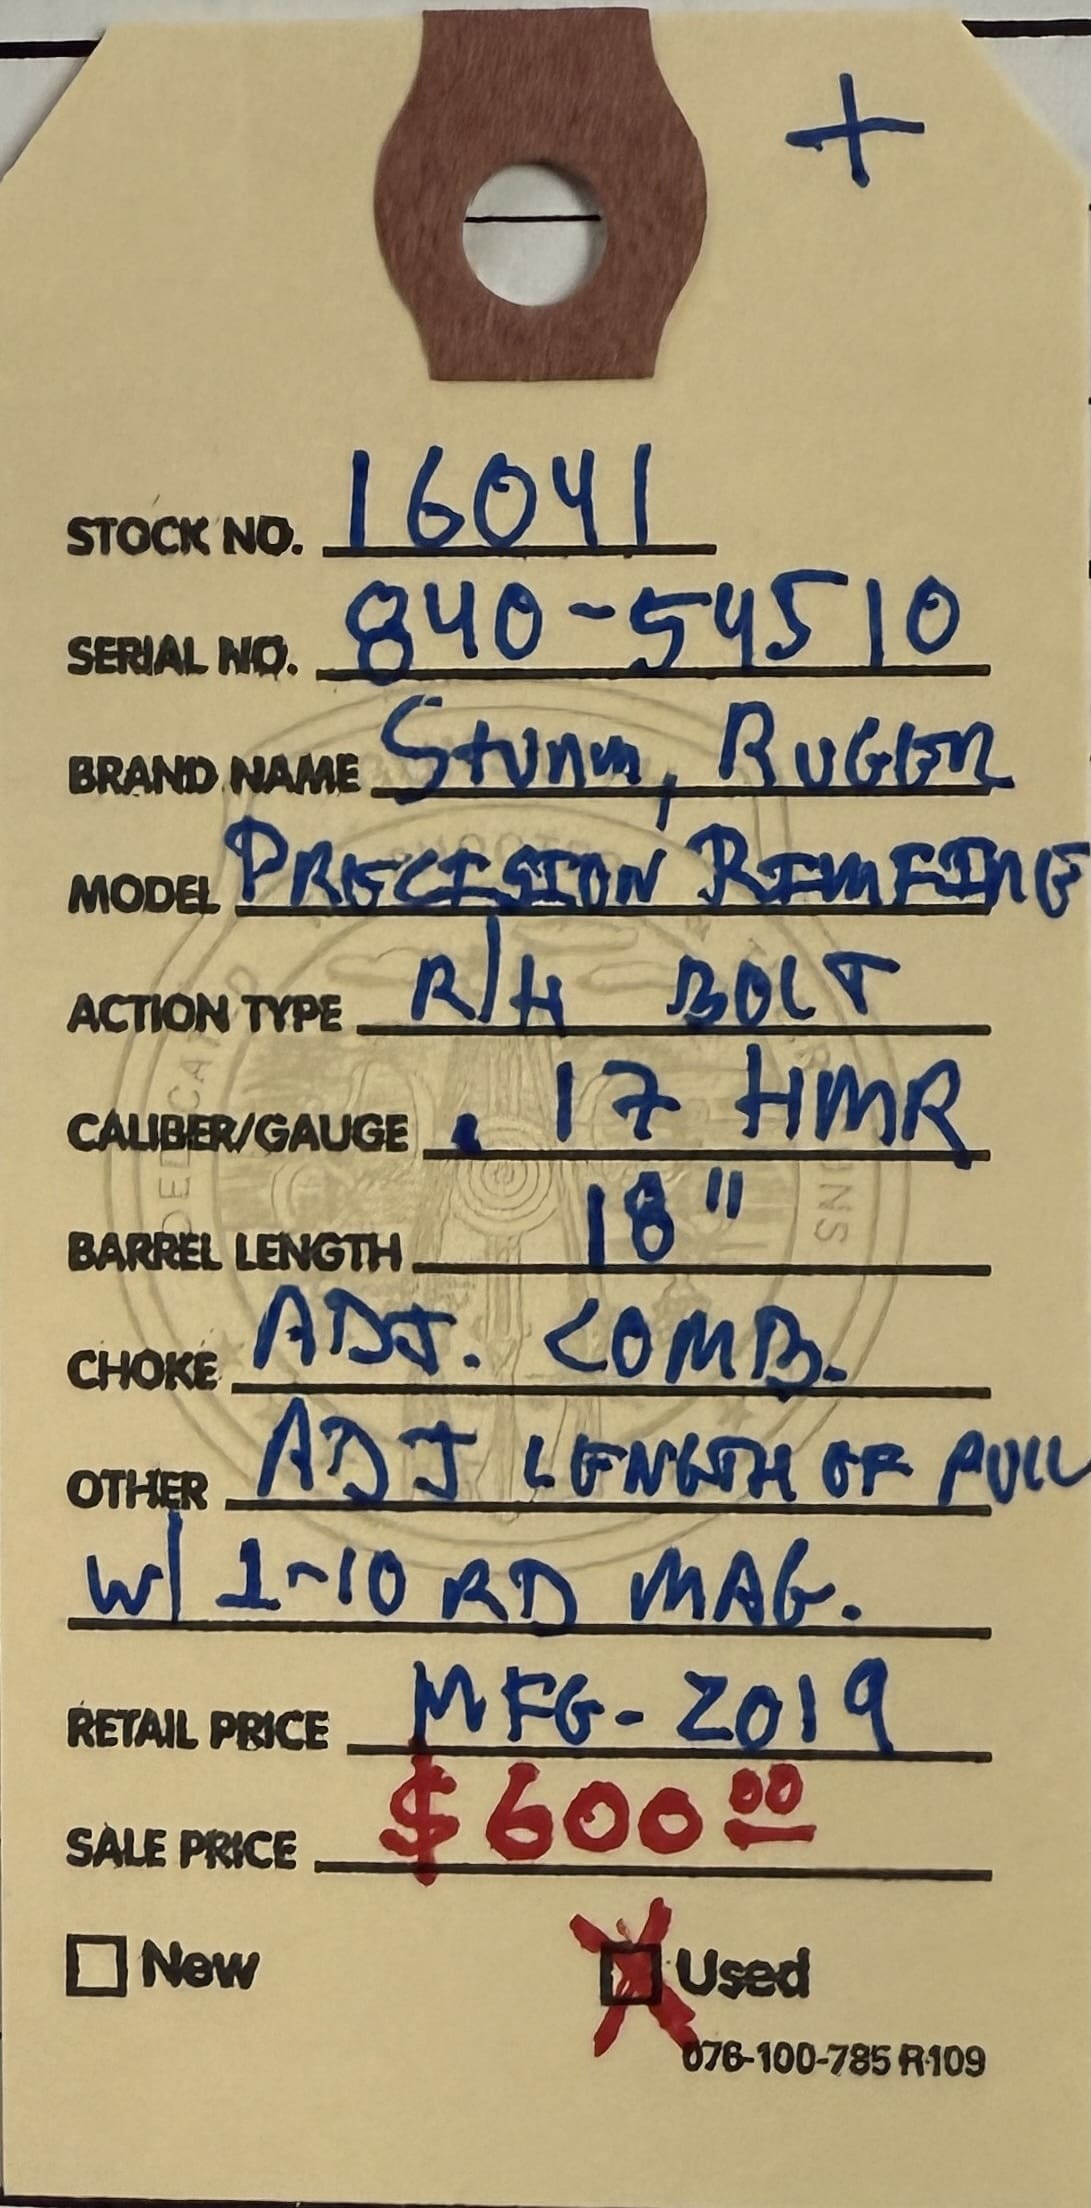 +
STOCK NO. 16041
SERIAL NO. 840-54510
BRAND NAME Sturm, RUGER
MODEL PRECISION RIMFIRE
ACTION TYPE R/H BOLT
CALIBER/GAUGE .17 HMR
BARREL LENGTH 18"
CHOKE ADJ. COMB.
OTHER ADJ LENGTH OF PULL
W/ 1-10 RD MAG.
RETAIL PRICE MFG-2019
SALE PRICE $600.00
New Used
076-100-785 R109